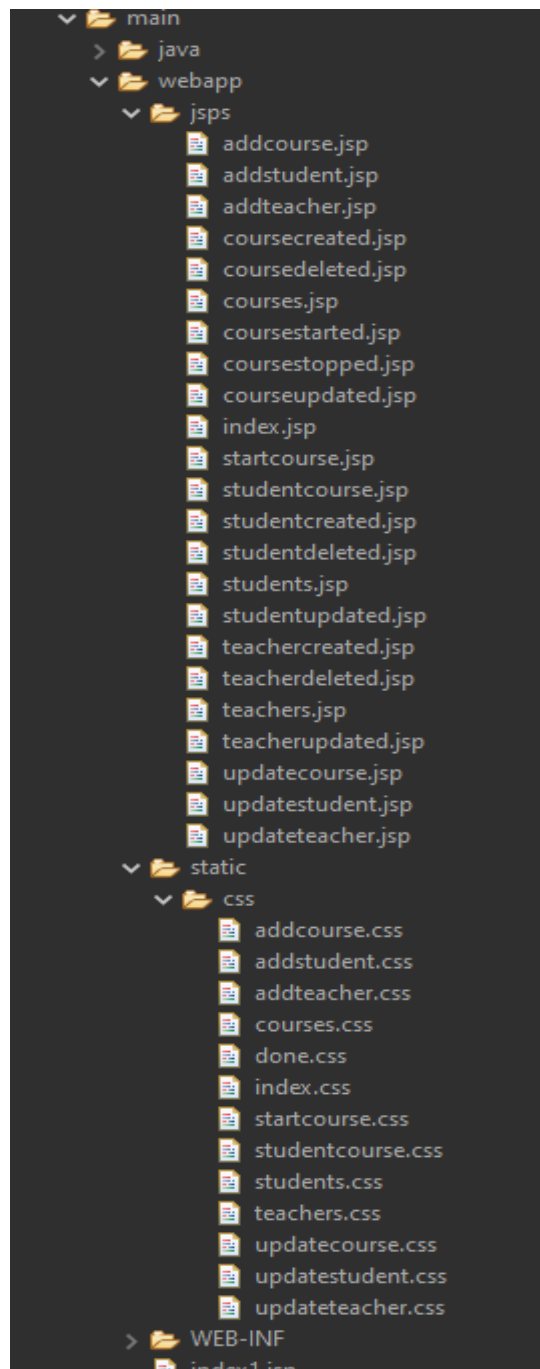 main
java
webapp
jsps
addcourse.jsp
addstudent.jsp
addteacher.jsp
coursecreated.jsp
coursedeleted.jsp
courses.jsp
coursestarted.jsp
coursestopped.jsp
courseupdated.jsp
index.jsp
startcourse.jsp
studentcourse.jsp
studentcreated.jsp
studentdeleted.jsp
students.jsp
studentupdated.jsp
teachercreated.jsp
teacherdeleted.jsp
teachers.jsp
teacherupdated.jsp
updatecourse.jsp
updatestudent.jsp
updateteacher.jsp
static
css
addcourse.css
addstudent.css
addteacher.css
courses.css
done.css
index.css
startcourse.css
studentcourse.css
students.css
teachers.css
updatecourse.css
updatestudent.css
updateteacher.css
WEB-INF
index1.jsp